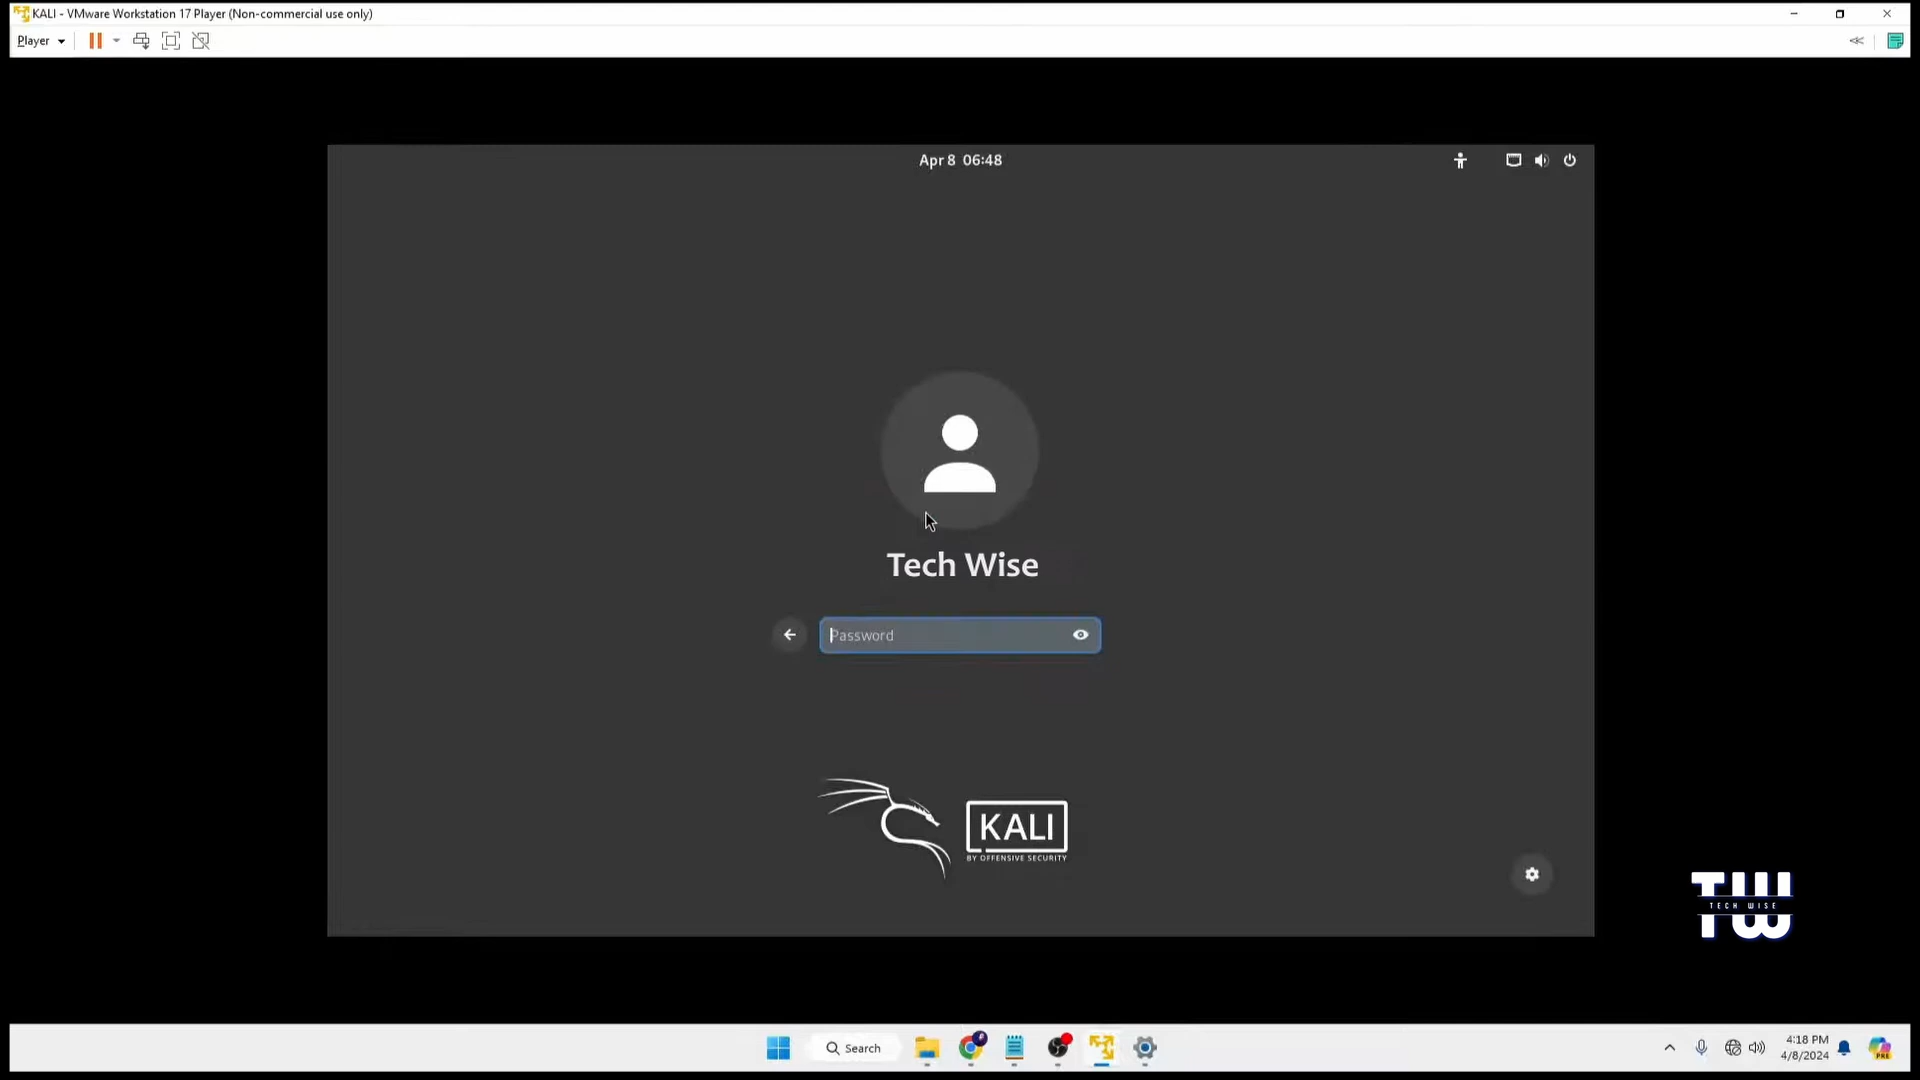 KALI - VMware Workstation 17 Player (Non-commercial use only)
Player
Apr 8 06:48
Tech Wise
Password
KALI
BY OFFENSIVE SECURITY
TW
TECH WISE
Search
4:18 PM
4/8/2024
PRE